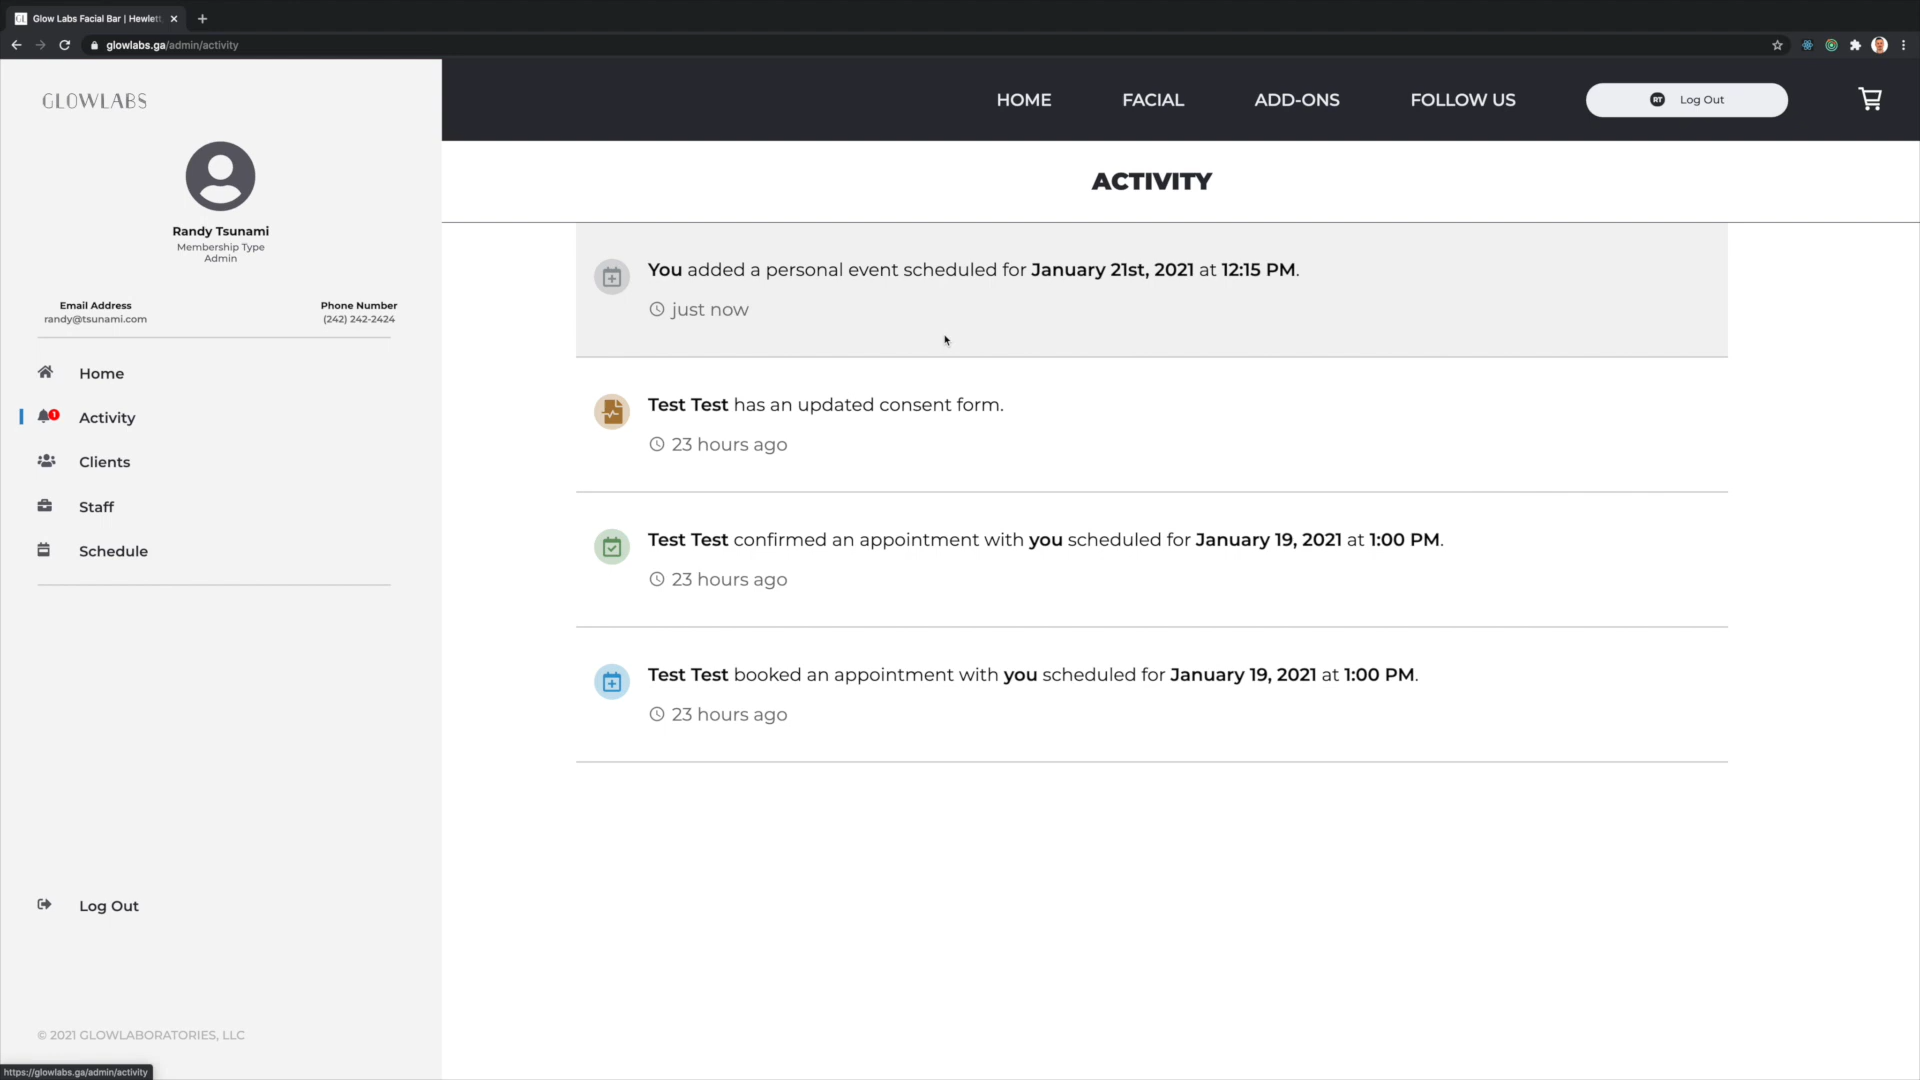 Glow Labs Facial Bar | Hewlett
glowlabs.ga/admin/activity
GLOWLABS
HOME
FACIAL
ADD-ONS
FOLLOW US
RT
Log Out
Randy Tsunami
Membership Type
Admin
Email Address
randy@tsunami.com
Phone Number
(242) 242-2424
Home
1
Activity
Clients
Staff
Schedule
Log Out
© 2021 GLOWLABORATORIES, LLC
https://glowlabs.ga/admin/activity
ACTIVITY
You added a personal event scheduled for January 21st, 2021 at 12:15 PM.
just now
Test Test has an updated consent form.
23 hours ago
Test Test confirmed an appointment with you scheduled for January 19, 2021 at 1:00 PM.
23 hours ago
Test Test booked an appointment with you scheduled for January 19, 2021 at 1:00 PM.
23 hours ago